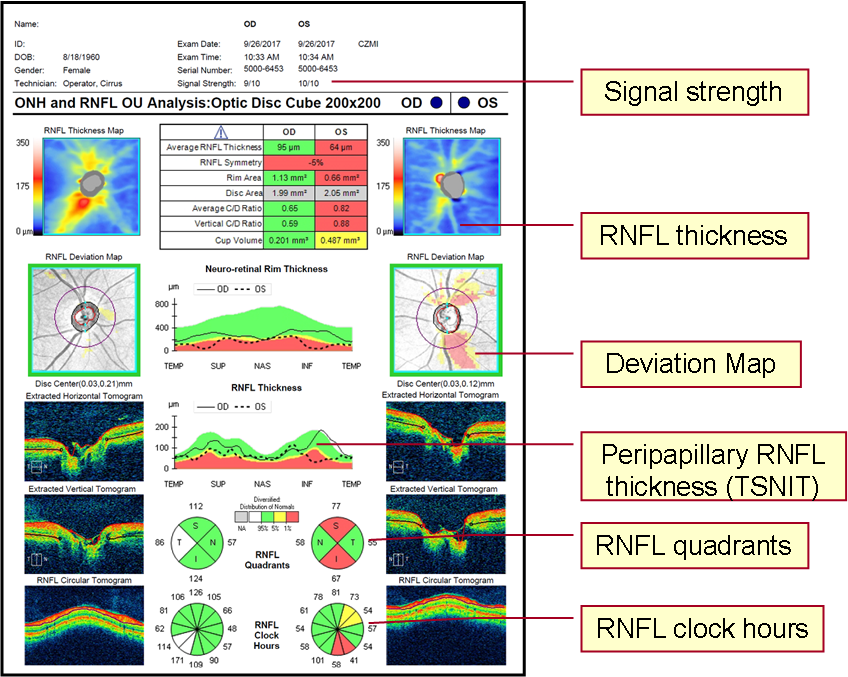 Name: OD OS
ID: Exam Date: 9/26/2017 9/26/2017 CZMI
DOB: 8/18/1960 Exam Time: 10:33 AM 10:34 AM
Gender: Female Serial Number: 5000-6453 5000-6453
Technician: Operator, Cirrus Signal Strength: 9/10 10/10
Signal strength
ONH and RNFL OU Analysis:Optic Disc Cube 200x200 OD OS
RNFL Thickness Map
350
175
0 µm
OD OS
Average RNFL Thickness 95 µm 64 µm
RNFL Symmetry -5%
Rim Area 1.13 mm² 0.66 mm²
Disc Area 1.99 mm² 2.05 mm²
Average C/D Ratio 0.65 0.82
Vertical C/D Ratio 0.59 0.88
Cup Volume 0.201 mm³ 0.487 mm³
RNFL Thickness Map
350
175
0 µm
RNFL thickness
RNFL Deviation Map
Disc Center(0.03,0.21)mm
Neuro-retinal Rim Thickness
µm OD OS
800
400
0
TEMP SUP NAS INF TEMP
RNFL Deviation Map
Disc Center(0.03,0.12)mm
Deviation Map
Extracted Horizontal Tomogram
T N
RNFL Thickness
µm OD OS
200
100
0
TEMP SUP NAS INF TEMP
Extracted Horizontal Tomogram
N T
Peripapillary RNFL
thickness (TSNIT)
Extracted Vertical Tomogram
Diversified
Distribution of Normals
NA 95% 5% 1%
112
S
86 T N 57
I
124
RNFL
Quadrants
77
S
58 N T 55
I
67
Extracted Vertical Tomogram
RNFL quadrants
RNFL Circular Tomogram
126
106 105
81 66
62 48
114 57
171 90
109
RNFL
Clock
Hours
81
78 73
61 54
54 57
58 54
101 41
58
RNFL Circular Tomogram
RNFL clock hours